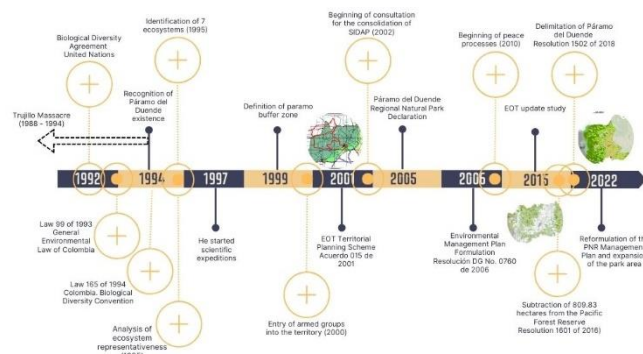 Biological Diversity
Agreement
United Nations
Identification of 7
ecosystems (1995)
Beginning of consultation
for the consolidation of
SIDAP (2002)
Beginning of peace
processes (2010)
Delimitation of Páramo
del Duende
Resolution 1502 of 2018
Trujillo Massacre
(1988 - 1994)
Recognition of
Páramo del
Duende
existence
Definition of paramo
buffer zone
Páramo del Duende
Regional Natural Park
Declaration
EOT update study
1992
1994
1997
1999
2001
2005
2006
2015
2022
Law 99 of 1993
General
Environmental
Law of Colombia
He started
scientific
expeditions
EOT Territorial
Planning Scheme
Acuerdo 015 de
2001
Environmental
Management Plan
Formulation
Resolución DG No. 0760
de 2006
Reformulation of the
PNR Management
Plan and expansion
of the park area
Law 165 of 1994
Colombia. Biological
Diversity Convention
Analysis of
ecosystem
representativeness
Entry of armed groups
into the territory (2000)
Subtraction of 809.83
hectares from the Pacific
Forest Reserve
Resolution 1601 of 2016)